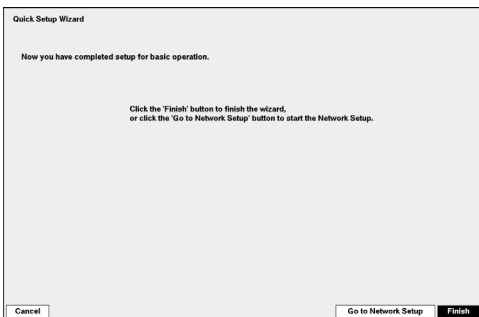 Quick Setup Wizard
Now you have completed setup for basic operation.
Click the 'Finish' button to finish the wizard,
or click the 'Go to Network Setup' button to start the Network Setup.
Cancel
Go to Network Setup
Finish